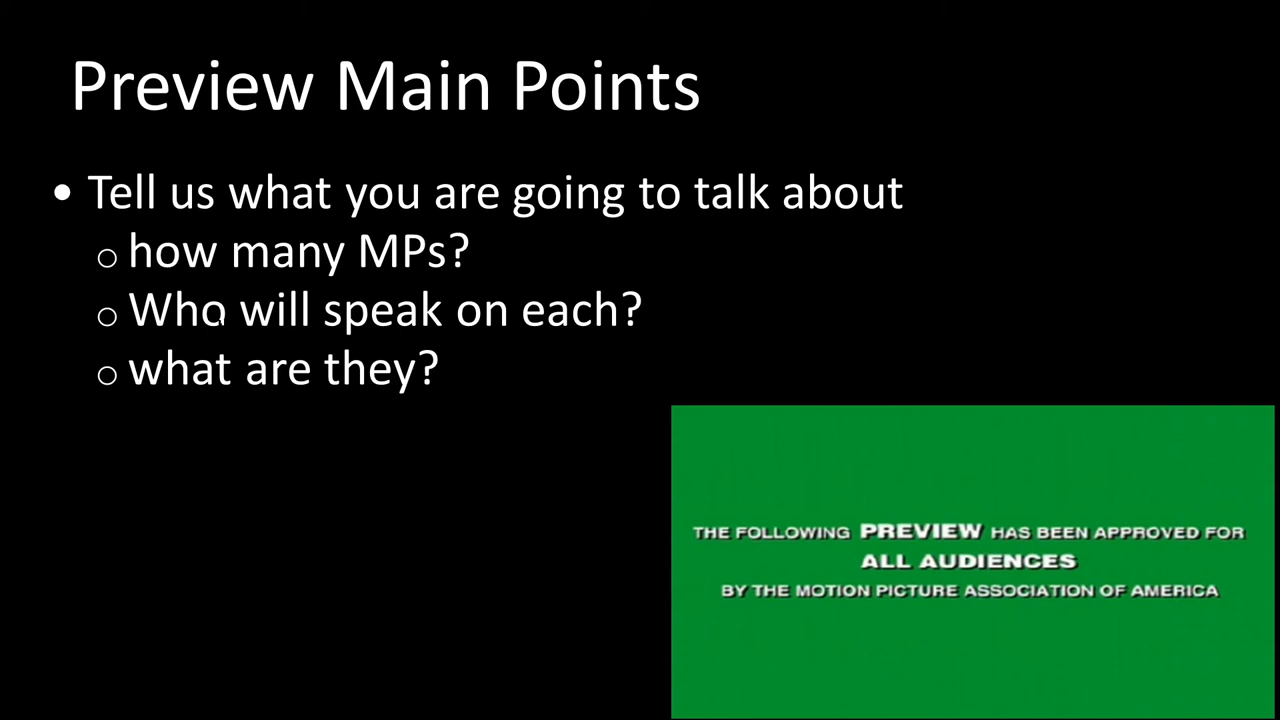 Preview Main Points
• Tell us what you are going to talk about
o how many MPs?
o Who will speak on each?
o what are they?
THE FOLLOWING PREVIEW HAS BEEN APPROVED FOR
ALL AUDIENCES
BY THE MOTION PICTURE ASSOCIATION OF AMERICA